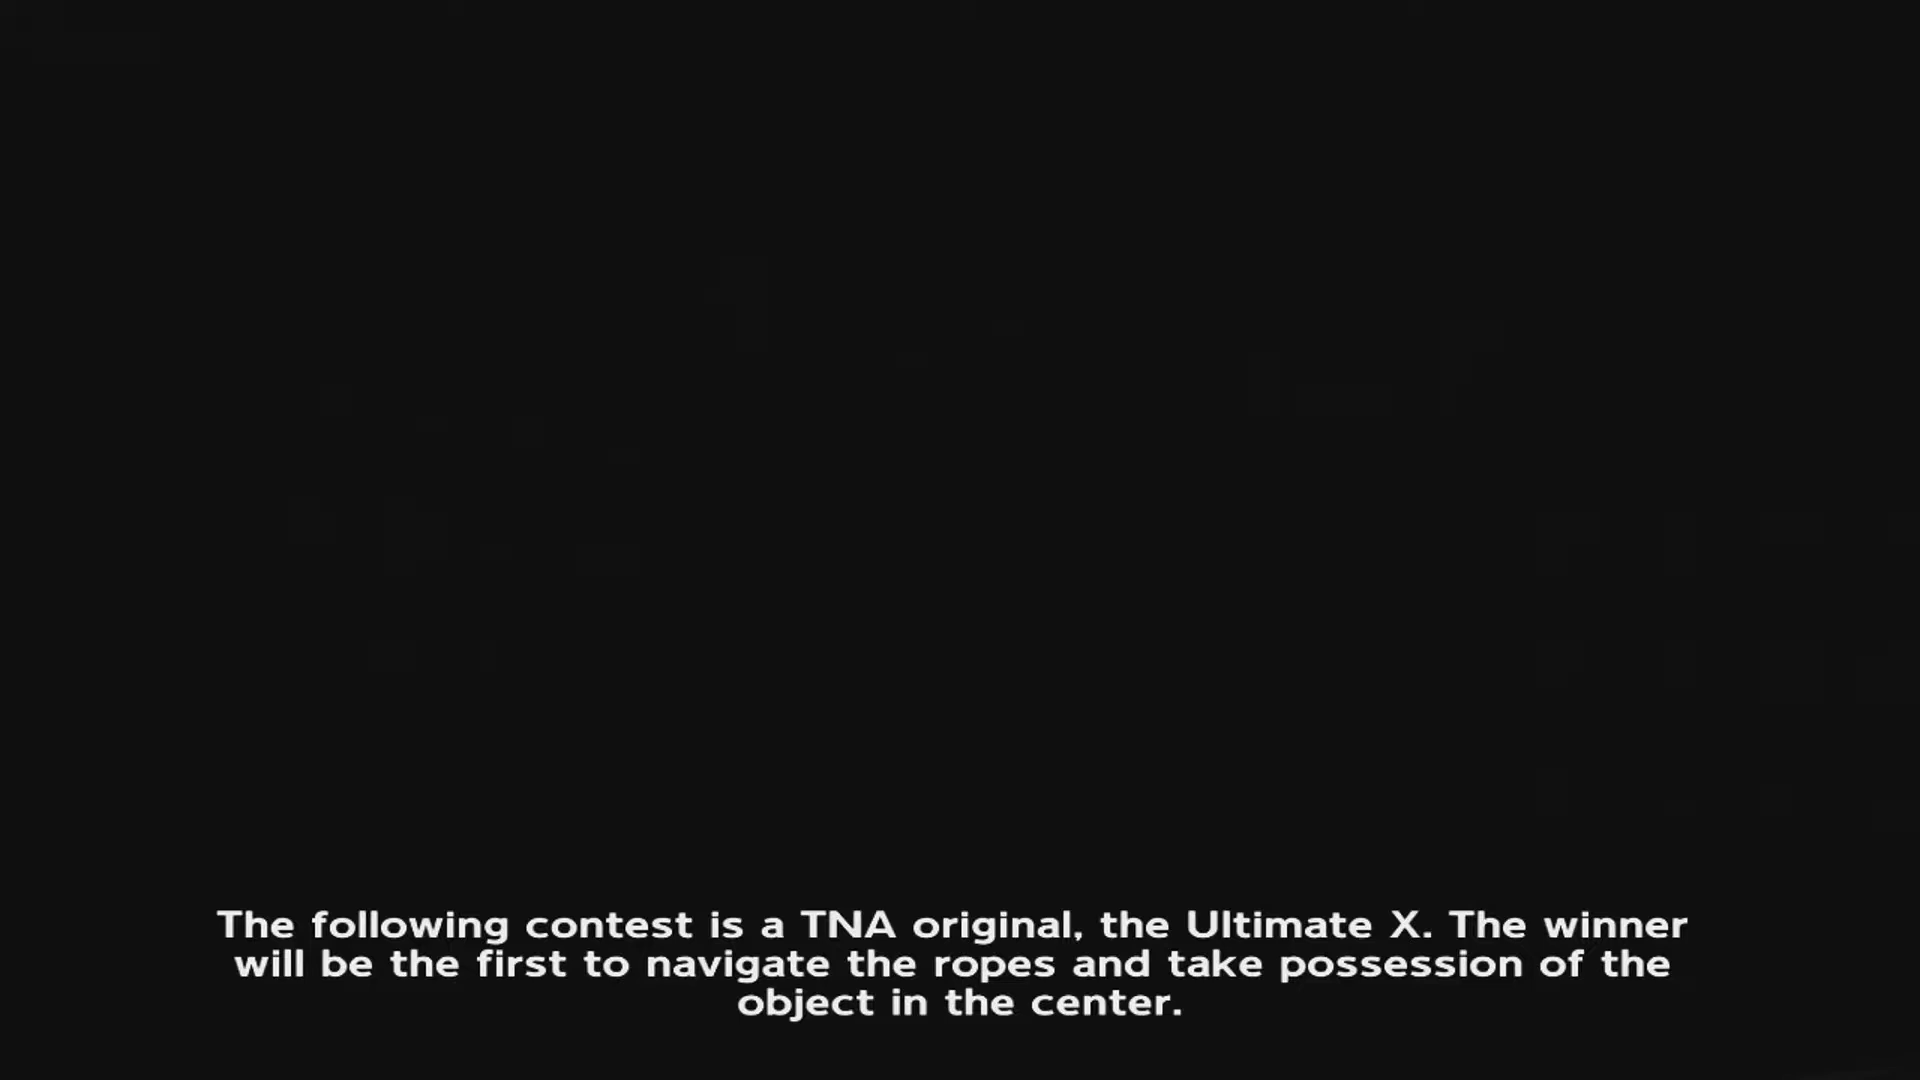 The following contest is a TNA original, the Ultimate X. The winner
will be the first to navigate the ropes and take possession of the
object in the center.